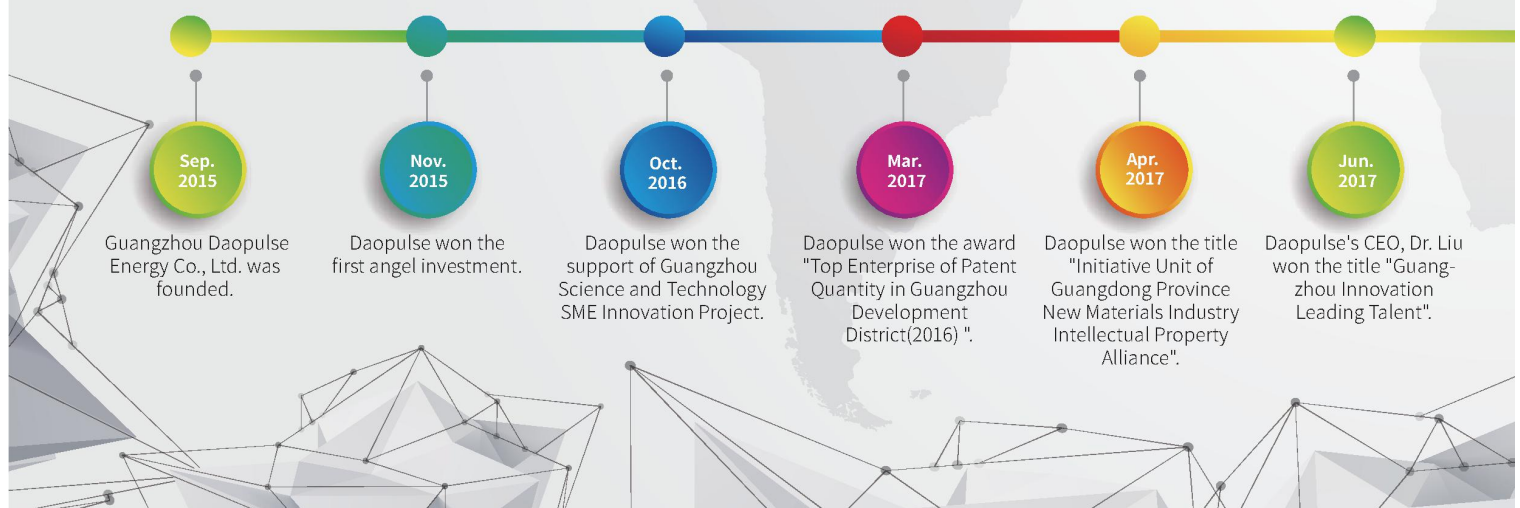 Sep.
2015
Guangzhou Daopulse
Energy Co., Ltd. was
founded.
Nov.
2015
Daopulse won the
first angel investment.
Oct.
2016
Daopulse won the
support of Guangzhou
Science and Technology
SME Innovation Project.
Mar.
2017
Daopulse won the award
"Top Enterprise of Patent
Quantity in Guangzhou
Development
District(2016) ".
Apr.
2017
Daopulse won the title
"Initiative Unit of
Guangdong Province
New Materials Industry
Intellectual Property
Alliance".
Jun.
2017
Daopulse's CEO, Dr. Liu
won the title "Guang-
zhou Innovation
Leading Talent".